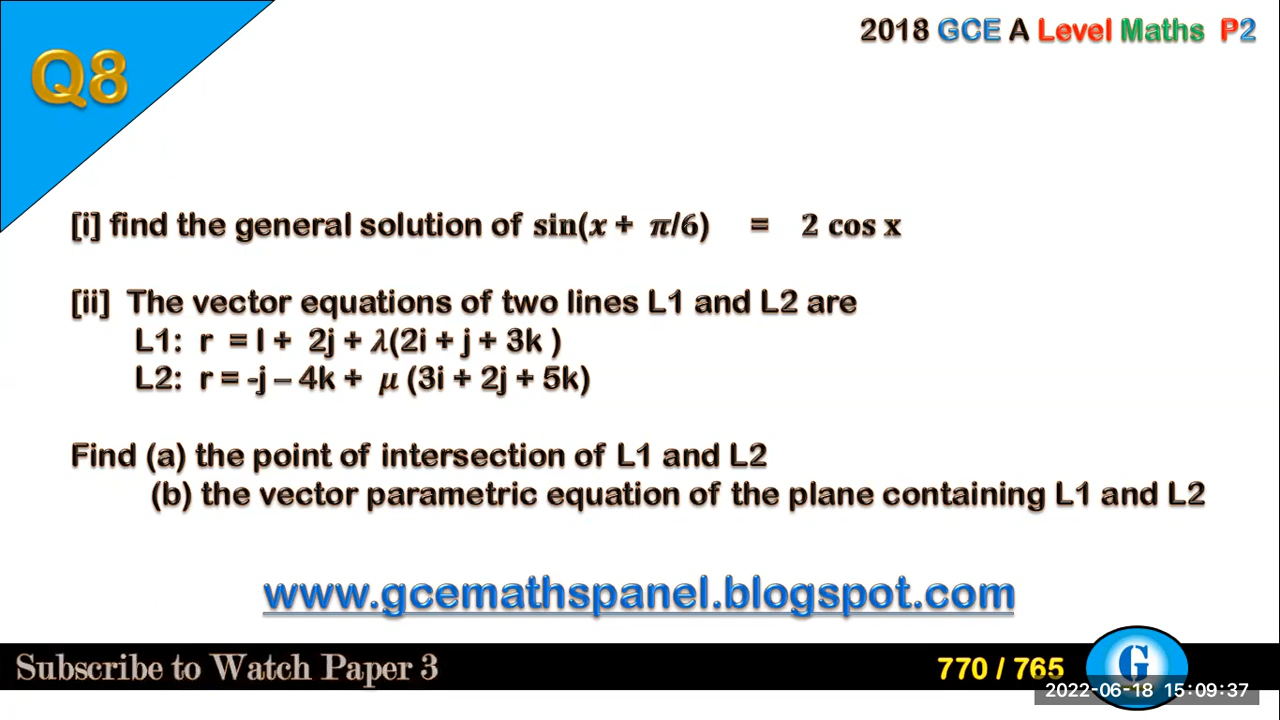 Q8
2018 GCE A Level Maths P2
[i] find the general solution of sin(x + π/6) = 2 cos x
[ii] The vector equations of two lines L1 and L2 are
L1: r = l + 2j + λ(2i + j + 3k )
L2: r = -j – 4k + μ (3i + 2j + 5k)
Find (a) the point of intersection of L1 and L2
(b) the vector parametric equation of the plane containing L1 and L2
www.gcemathspanel.blogspot.com
Subscribe to Watch Paper 3
770 / 765
G
2022-06-18 15:09:37